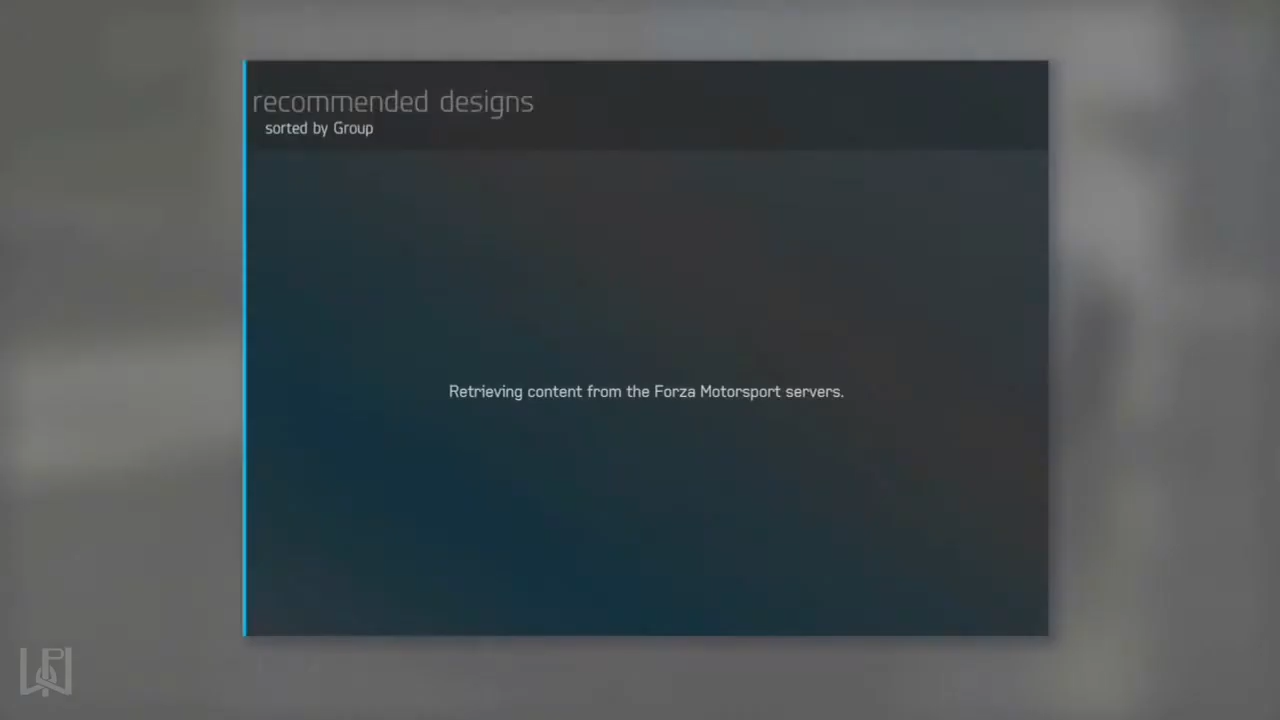 recommended designs
sorted by Group
Retrieving content from the Forza Motorsport servers.